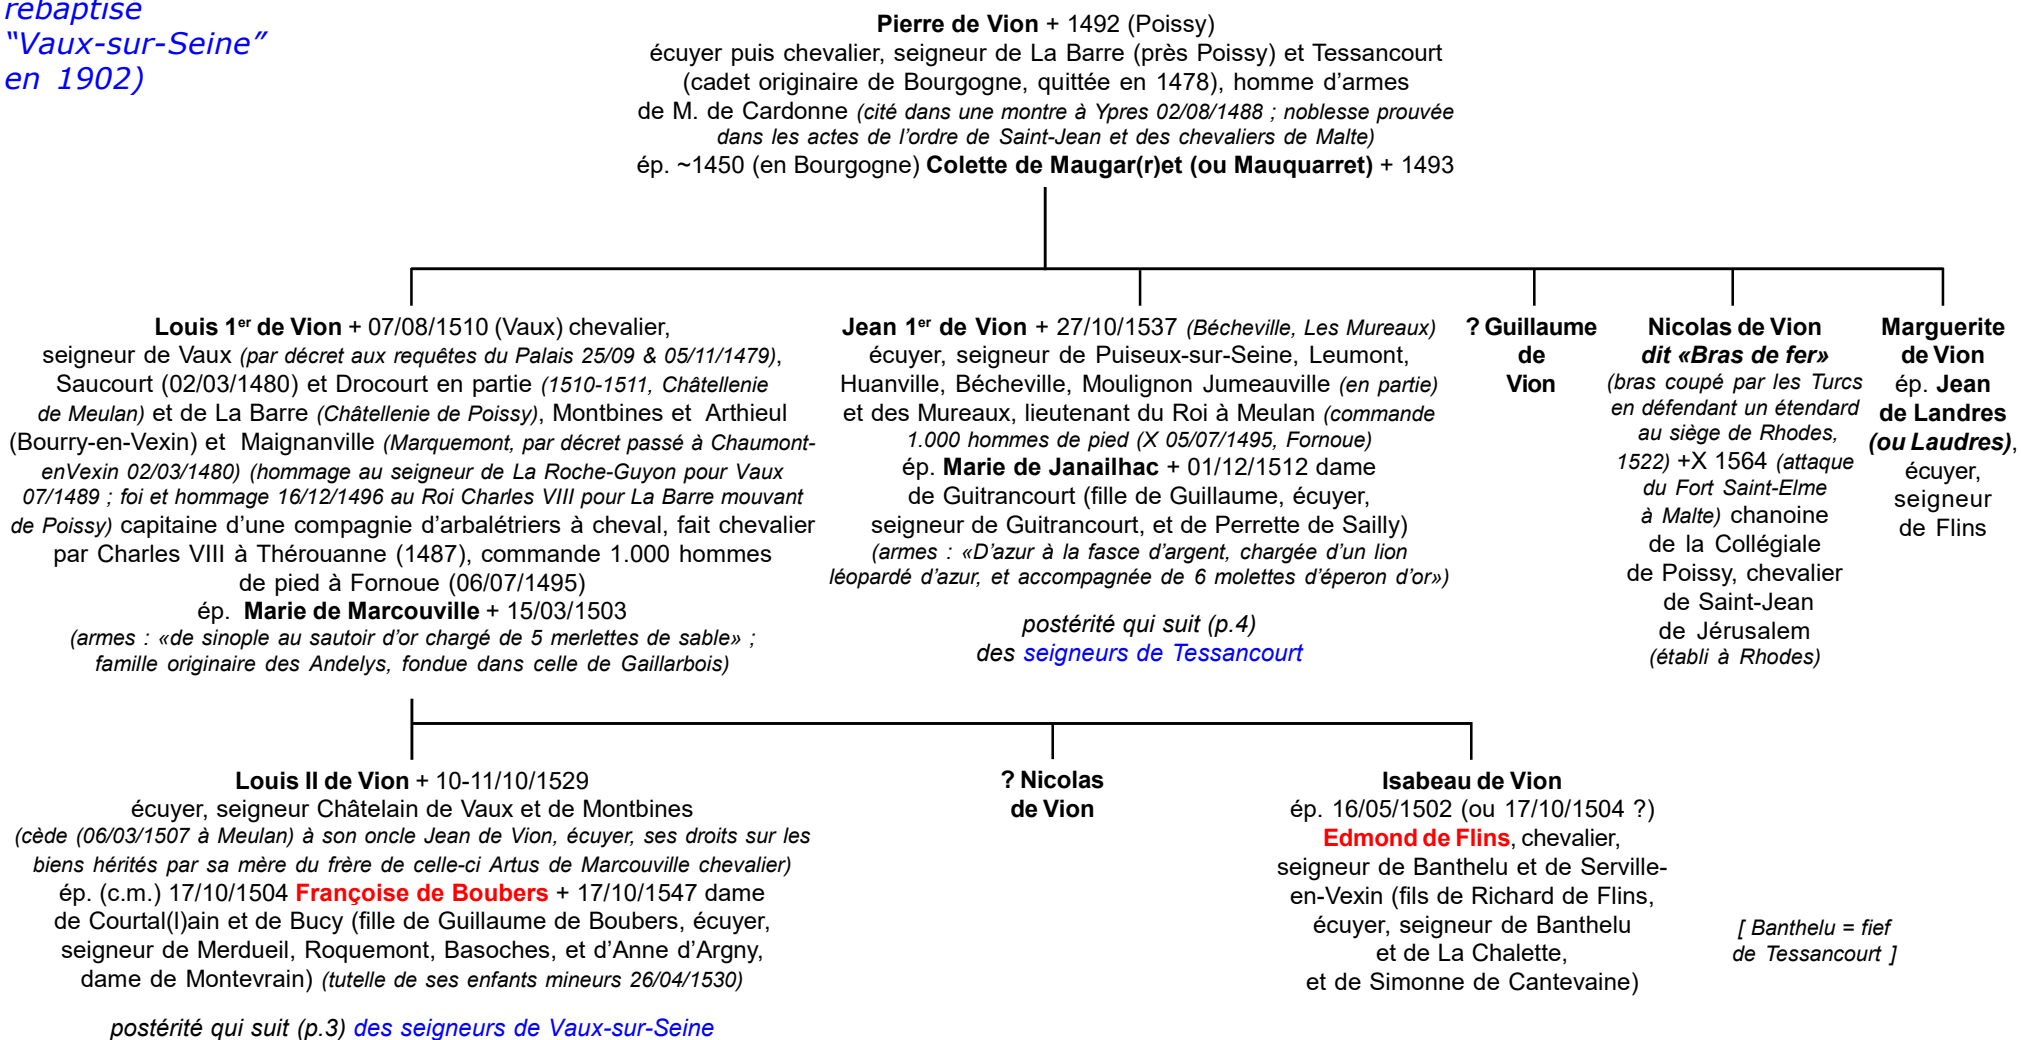 rebaptisé
“Vaux-sur-Seine”
en 1902)
Pierre de Vion + 1492 (Poissy)
écuyer puis chevalier, seigneur de La Barre (près Poissy) et Tessancourt
(cadet originaire de Bourgogne, quittée en 1478), homme d'armes
de M. de Cardonne (cité dans une montre à Ypres 02/08/1488 ; noblesse prouvée
dans les actes de l'ordre de Saint-Jean et des chevaliers de Malte)
ép. ~1450 (en Bourgogne) Colette de Maugar(r)et (ou Mauquarret) + 1493
Louis 1er de Vion + 07/08/1510 (Vaux) chevalier,
seigneur de Vaux (par décret aux requêtes du Palais 25/09 & 05/11/1479),
Saucourt (02/03/1480) et Drocourt en partie (1510-1511, Châtellenie
de Meulan) et de La Barre (Châtellenie de Poissy), Montbines et Arthieul
(Bourry-en-Vexin) et Maignanville (Marquemont, par décret passé à Chaumont-
enVexin 02/03/1480) (hommage au seigneur de La Roche-Guyon pour Vaux
07/1489 ; foi et hommage 16/12/1496 au Roi Charles VIII pour La Barre mouvant
de Poissy) capitaine d'une compagnie d'arbalétriers à cheval, fait chevalier
par Charles VIII à Thérouanne (1487), commande 1.000 hommes
de pied à Fornoue (06/07/1495)
ép. Marie de Marcouville + 15/03/1503
(armes : «de sinople au sautoir d'or chargé de 5 merlettes de sable» ;
famille originaire des Andelys, fondue dans celle de Gaillarbois)
Jean 1er de Vion + 27/10/1537 (Bécheville, Les Mureaux)
écuyer, seigneur de Puiseux-sur-Seine, Leumont,
Huanville, Bécheville, Moulignon Jumeauville (en partie)
et des Mureaux, lieutenant du Roi à Meulan (commande
1.000 hommes de pied (X 05/07/1495, Fornoue)
ép. Marie de Janailhac + 01/12/1512 dame
de Guitrancourt (fille de Guillaume, écuyer,
seigneur de Guitrancourt, et de Perrette de Sailly)
(armes : «D'azur à la fasce d'argent, chargée d'un lion
léopardé d'azur, et accompagnée de 6 molettes d'éperon d'or»)
postérité qui suit (p.4)
des seigneurs de Tessancourt
? Guillaume
de
Vion
Nicolas de Vion
dit «Bras de fer»
(bras coupé par les Turcs
en défendant un étendard
au siège de Rhodes,
1522) +X 1564 (attaque
du Fort Saint-Elme
à Malte) chanoine
de la Collégiale
de Poissy, chevalier
de Saint-Jean
de Jérusalem
(établi à Rhodes)
Marguerite
de Vion
ép. Jean
de Landres
(ou Laudres),
écuyer,
seigneur
de Flins
Louis II de Vion + 10-11/10/1529
écuyer, seigneur Châtelain de Vaux et de Montbines
(cède (06/03/1507 à Meulan) à son oncle Jean de Vion, écuyer, ses droits sur les
biens hérités par sa mère du frère de celle-ci Artus de Marcouville chevalier)
ép. (c.m.) 17/10/1504 Françoise de Boubers + 17/10/1547 dame
de Courtal(l)ain et de Bucy (fille de Guillaume de Boubers, écuyer,
seigneur de Merdueil, Roquemont, Basoches, et d'Anne d'Argny,
dame de Montevrain) (tutelle de ses enfants mineurs 26/04/1530)
postérité qui suit (p.3) des seigneurs de Vaux-sur-Seine
? Nicolas
de Vion
Isabeau de Vion
ép. 16/05/1502 (ou 17/10/1504 ?)
Edmond de Flins, chevalier,
seigneur de Banthelu et de Serville-
en-Vexin (fils de Richard de Flins,
écuyer, seigneur de Banthelu
et de La Chalette,
et de Simonne de Cantevaine)
[ Banthelu = fief
de Tessancourt ]